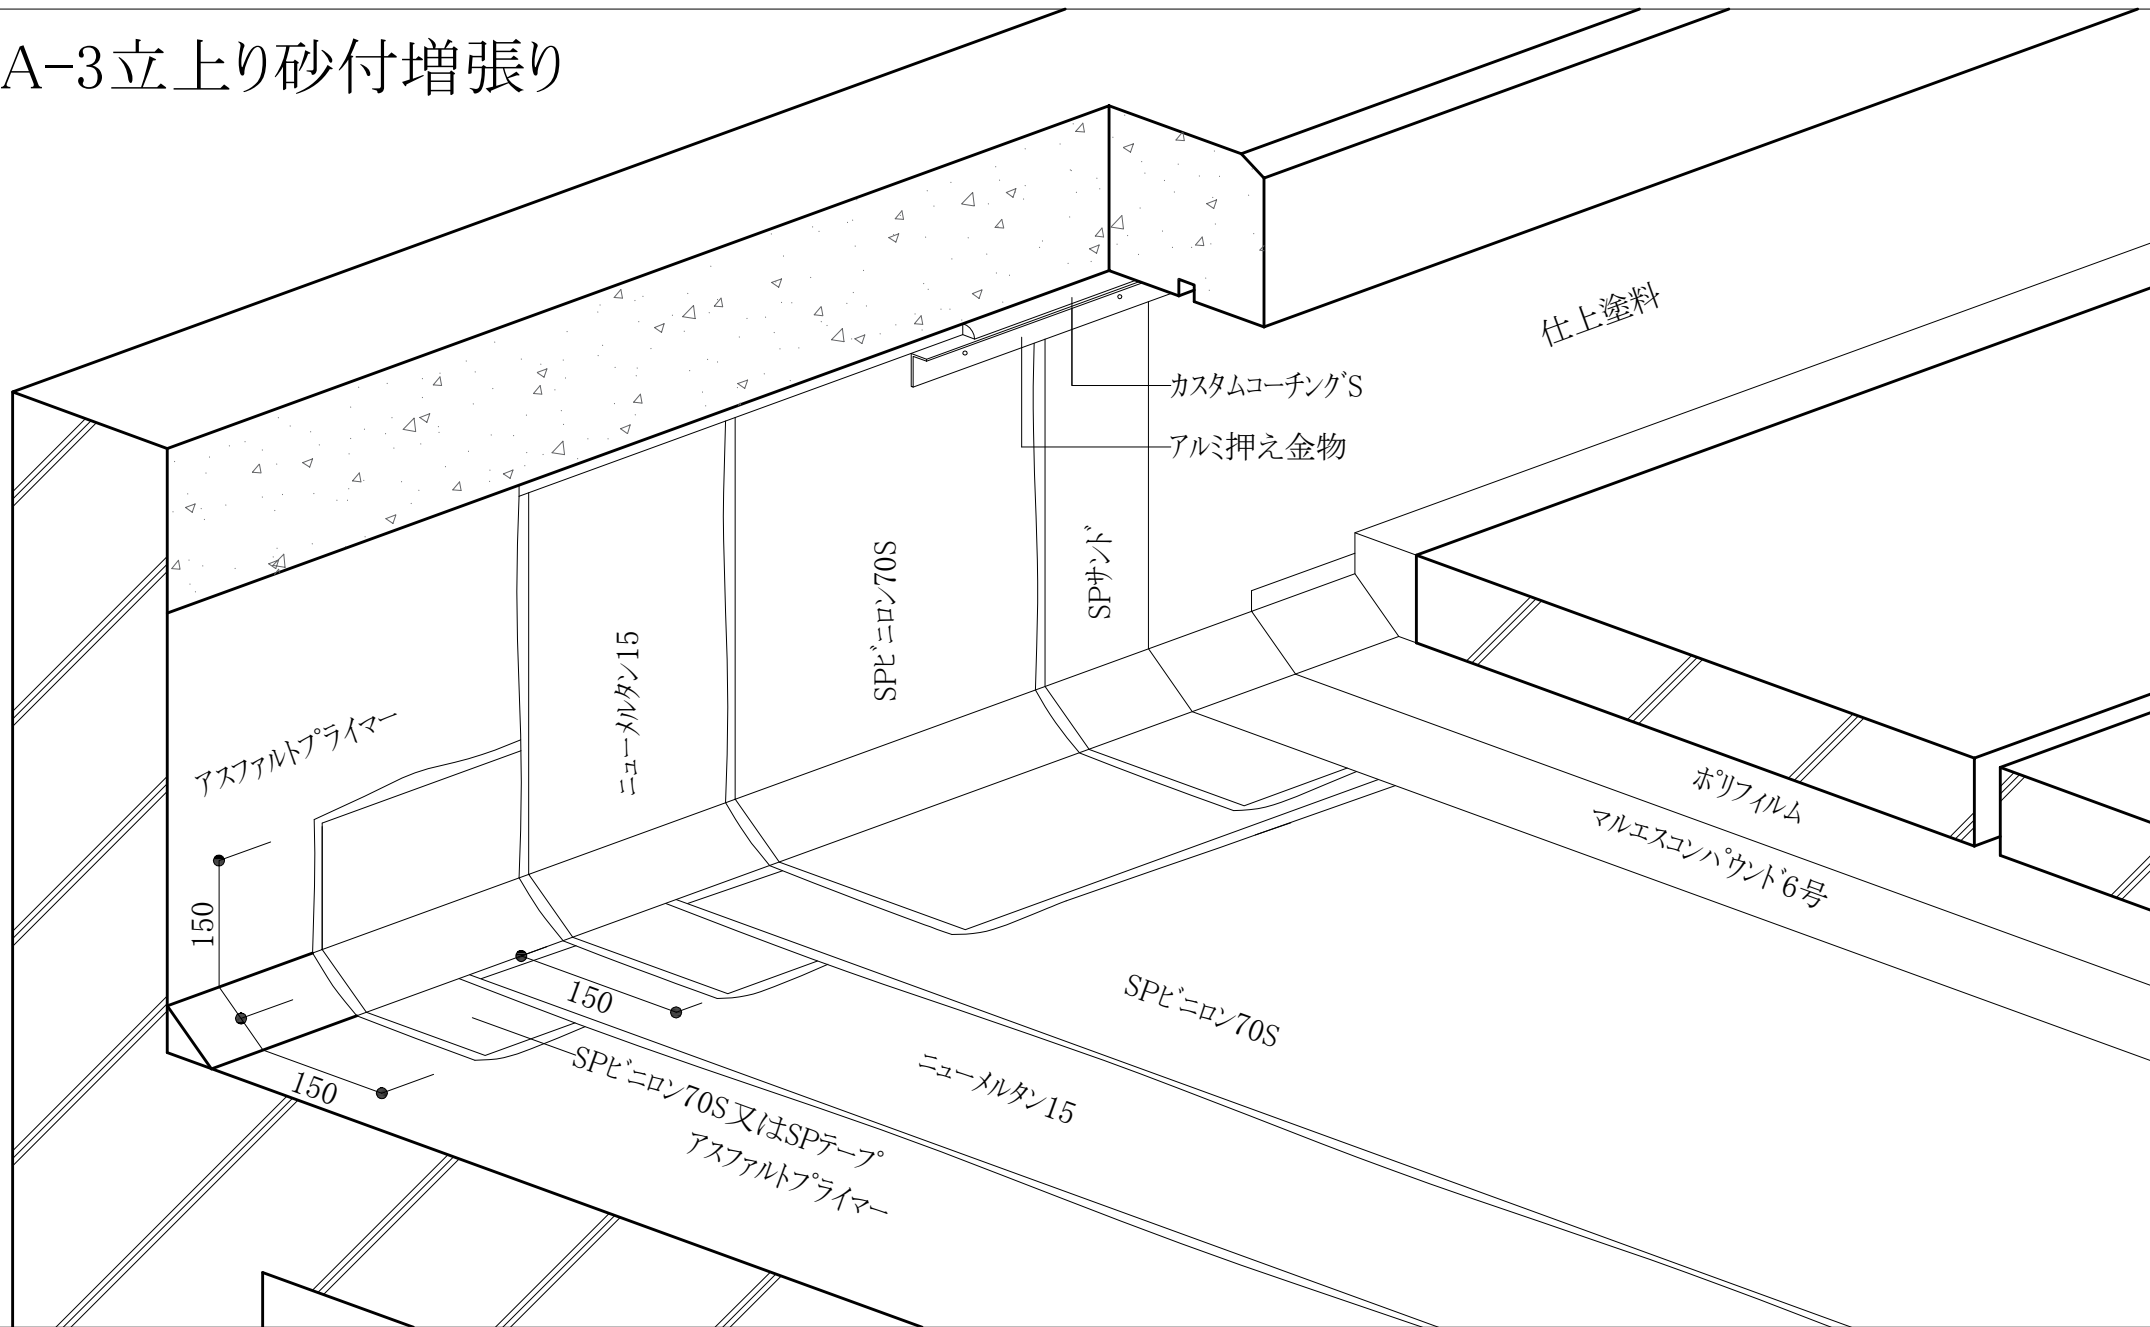 A-3立上り砂付増張り
仕上塗料
カスタムコーチングS
アルミ押え金物
SPサンド
SPビニロン70S
ニューメルタン15
アスファルトプライマー
150
150
150
ポリフィルム
マルエスコンパウンド6号
SPビニロン70S
ニューメルタン15
SPビニロン70S又はSPテープ
アスファルトプライマー